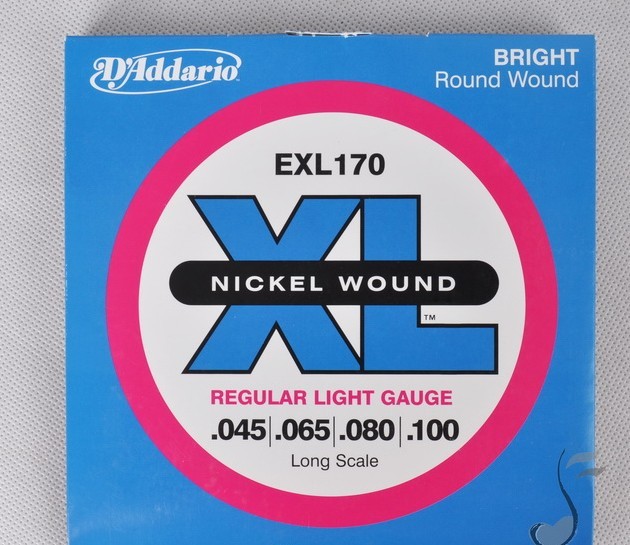 D'Addario
BRIGHT
Round Wound
EXL170
XL
NICKEL WOUND
TM
REGULAR LIGHT GAUGE
.045 .065 .080 .100
Long Scale